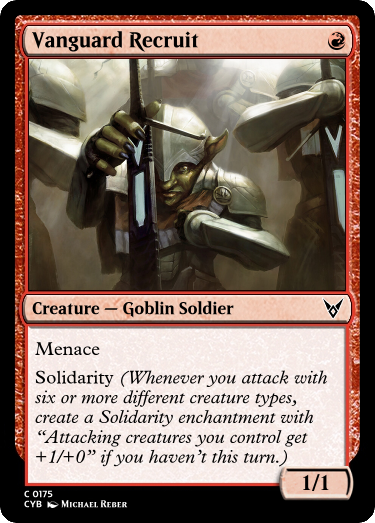 Vanguard Recruit
Creature — Goblin Soldier
Menace
Solidarity (Whenever you attack with
six or more different creature types,
create a Solidarity enchantment with
“Attacking creatures you control get
+1/+0” if you haven’t this turn.)
1/1
C 0175
CYB Michael Reber